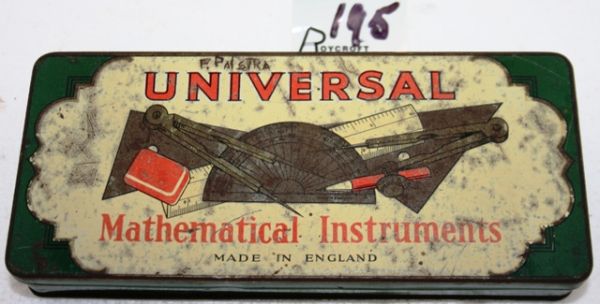 195
ROYCROFT
F. PALSTRA
UNIVERSAL
Mathematical Instruments
MADE IN ENGLAND